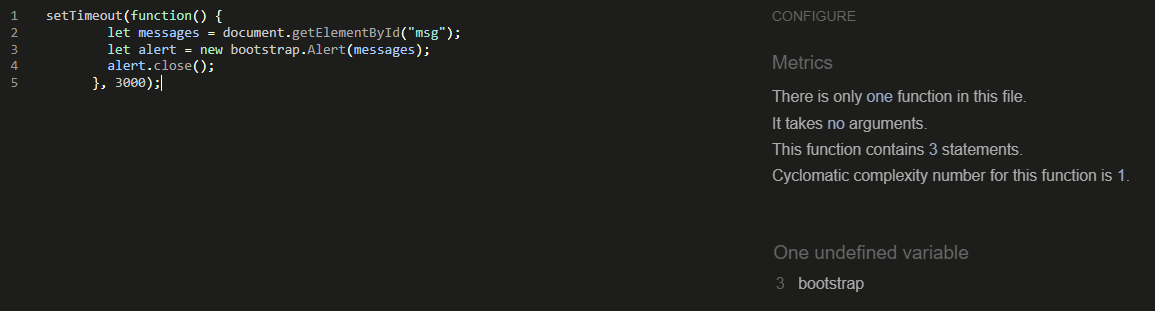 1 setTimeout(function() {
2 let messages = document.getElementById("msg");
3 let alert = new bootstrap.Alert(messages);
4 alert.close();
5 }, 3000);
CONFIGURE
Metrics
There is only one function in this file.
It takes no arguments.
This function contains 3 statements.
Cyclomatic complexity number for this function is 1.
One undefined variable
3 bootstrap